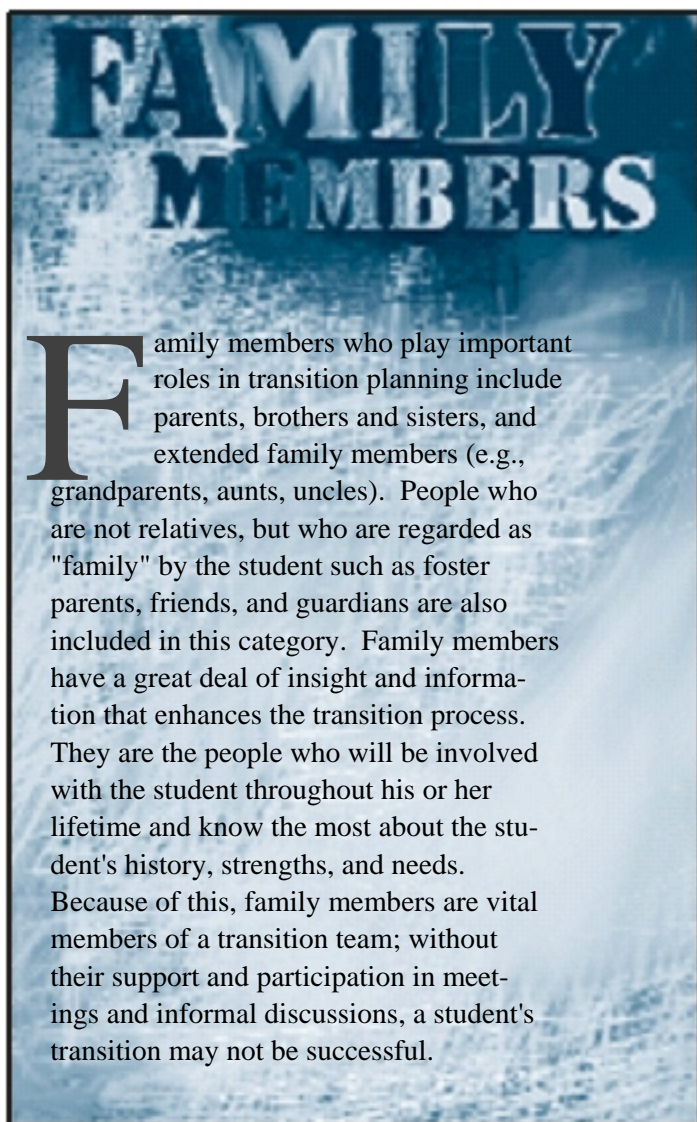 FAMILY
MEMBERS
Family members who play important
roles in transition planning include
parents, brothers and sisters, and
extended family members (e.g.,
grandparents, aunts, uncles).  People who
are not relatives, but who are regarded as
"family" by the student such as foster
parents, friends, and guardians are also
included in this category.  Family members
have a great deal of insight and informa-
tion that enhances the transition process.
They are the people who will be involved
with the student throughout his or her
lifetime and know the most about the stu-
dent's history, strengths, and needs.
Because of this, family members are vital
members of a transition team; without
their support and participation in meet-
ings and informal discussions, a student's
transition may not be successful.